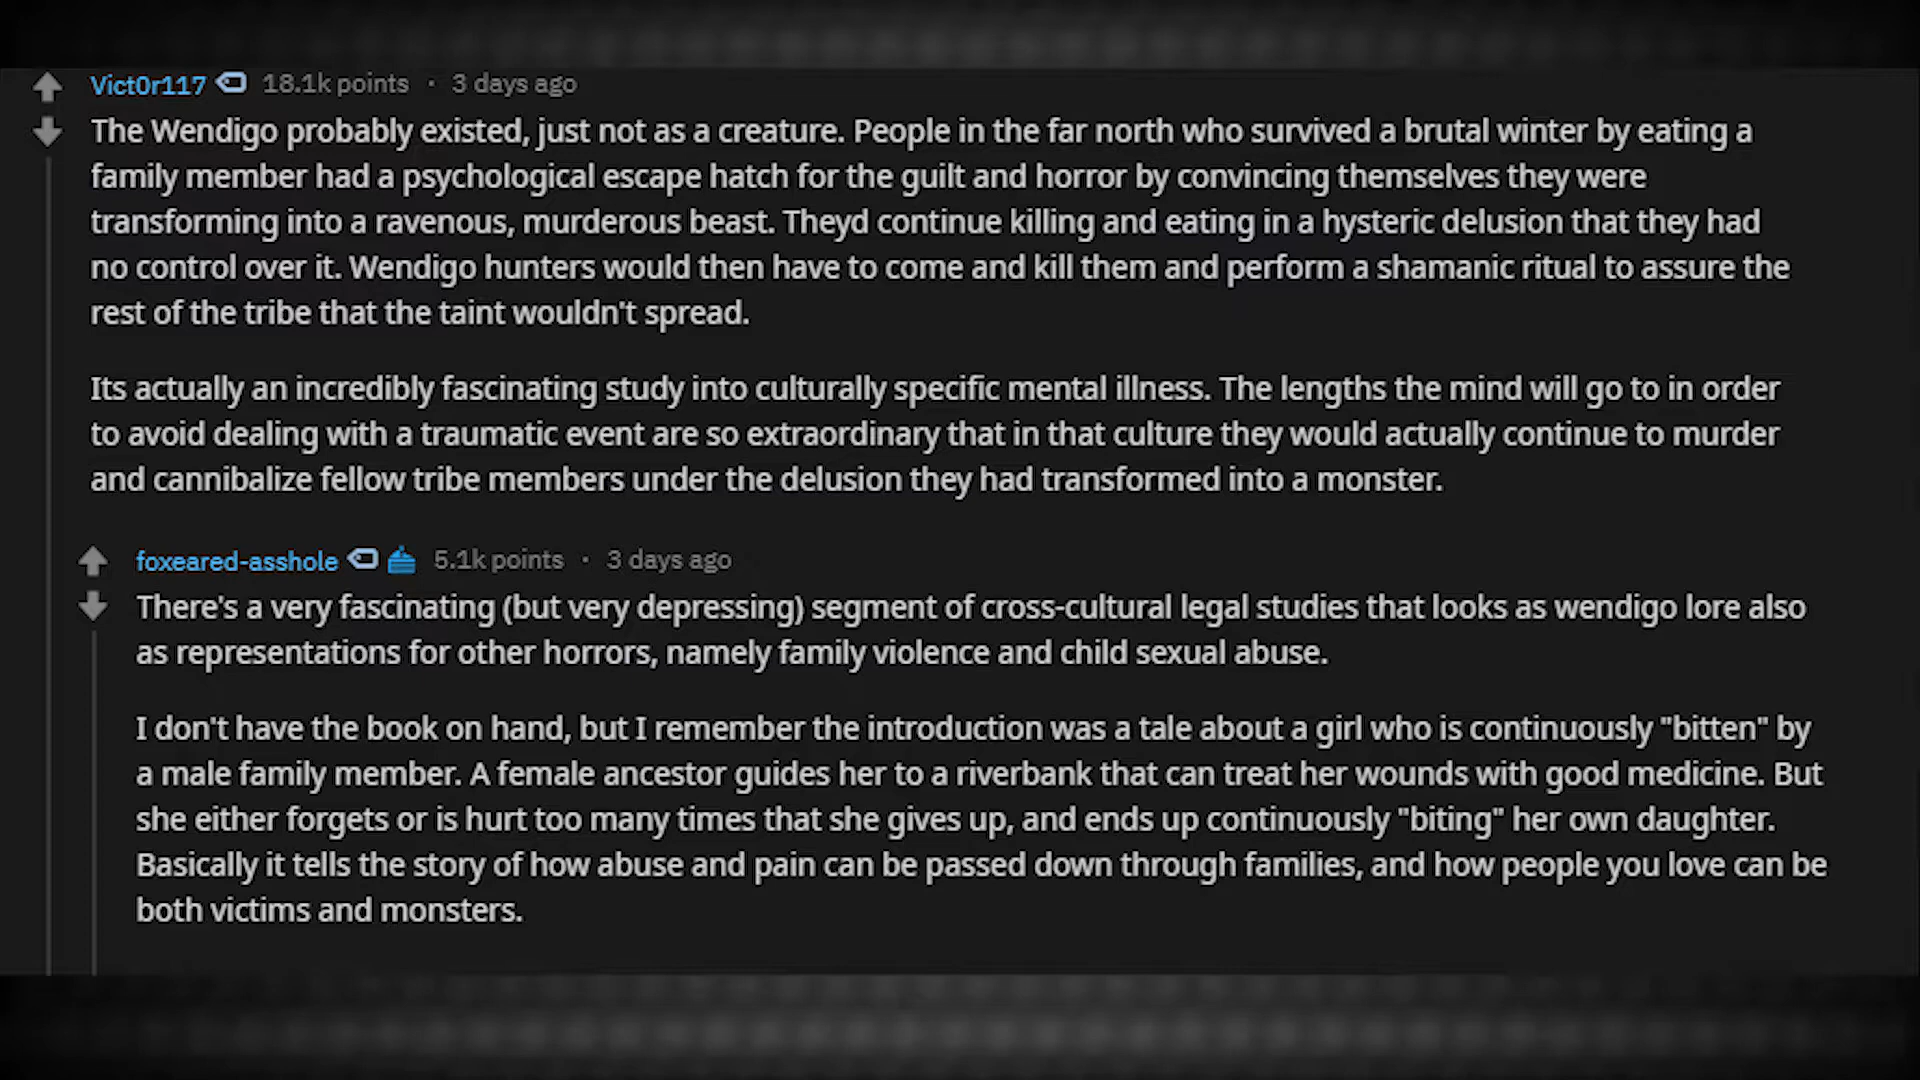 Vict0r117 18.1k points · 3 days ago
The Wendigo probably existed, just not as a creature. People in the far north who survived a brutal winter by eating a
family member had a psychological escape hatch for the guilt and horror by convincing themselves they were
transforming into a ravenous, murderous beast. Theyd continue killing and eating in a hysteric delusion that they had
no control over it. Wendigo hunters would then have to come and kill them and perform a shamanic ritual to assure the
rest of the tribe that the taint wouldn't spread.
Its actually an incredibly fascinating study into culturally specific mental illness. The lengths the mind will go to in order
to avoid dealing with a traumatic event are so extraordinary that in that culture they would actually continue to murder
and cannibalize fellow tribe members under the delusion they had transformed into a monster.
foxeared-asshole 5.1k points · 3 days ago
There's a very fascinating (but very depressing) segment of cross-cultural legal studies that looks as wendigo lore also
as representations for other horrors, namely family violence and child sexual abuse.
I don't have the book on hand, but I remember the introduction was a tale about a girl who is continuously "bitten" by
a male family member. A female ancestor guides her to a riverbank that can treat her wounds with good medicine. But
she either forgets or is hurt too many times that she gives up, and ends up continuously "biting" her own daughter.
Basically it tells the story of how abuse and pain can be passed down through families, and how people you love can be
both victims and monsters.